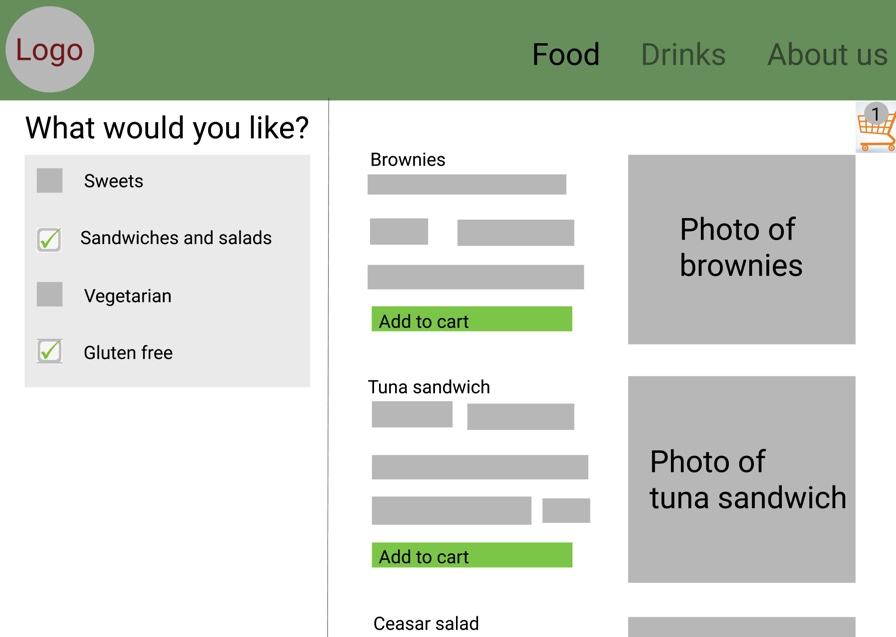 Logo
Food Drinks About us
1
What would you like?
Sweets
Sandwiches and salads
Vegetarian
Gluten free
Brownies
Add to cart
Photo of
brownies
Tuna sandwich
Add to cart
Photo of
tuna sandwich
Ceasar salad